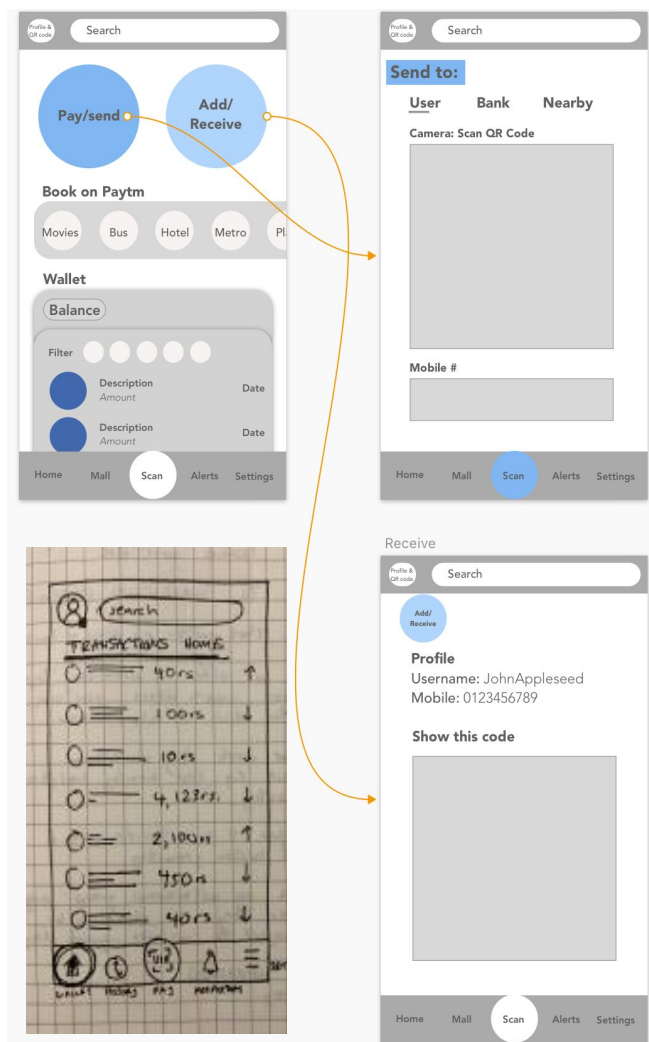 Profile &
QR code
Search
Pay/send
Add/
Receive
Book on Paytm
Movies Bus Hotel Metro Pl
Wallet
Balance
Filter
Description
Amount
Date
Description
Amount
Date
Home Mall Scan Alerts Settings
Profile &
QR code
Search
Send to:
User Bank Nearby
Camera: Scan QR Code
Mobile #
Home Mall Scan Alerts Settings
search
TRANSACTIONS HOME
40rs
100rs
10rs
4,123rs.
2,100rs
450rs
40rs
WALLET HISTORY PAY
Receive
Profile &
QR code
Search
Add/
Receive
Profile
Username: JohnAppleseed
Mobile: 0123456789
Show this code
Home Mall Scan Alerts Settings